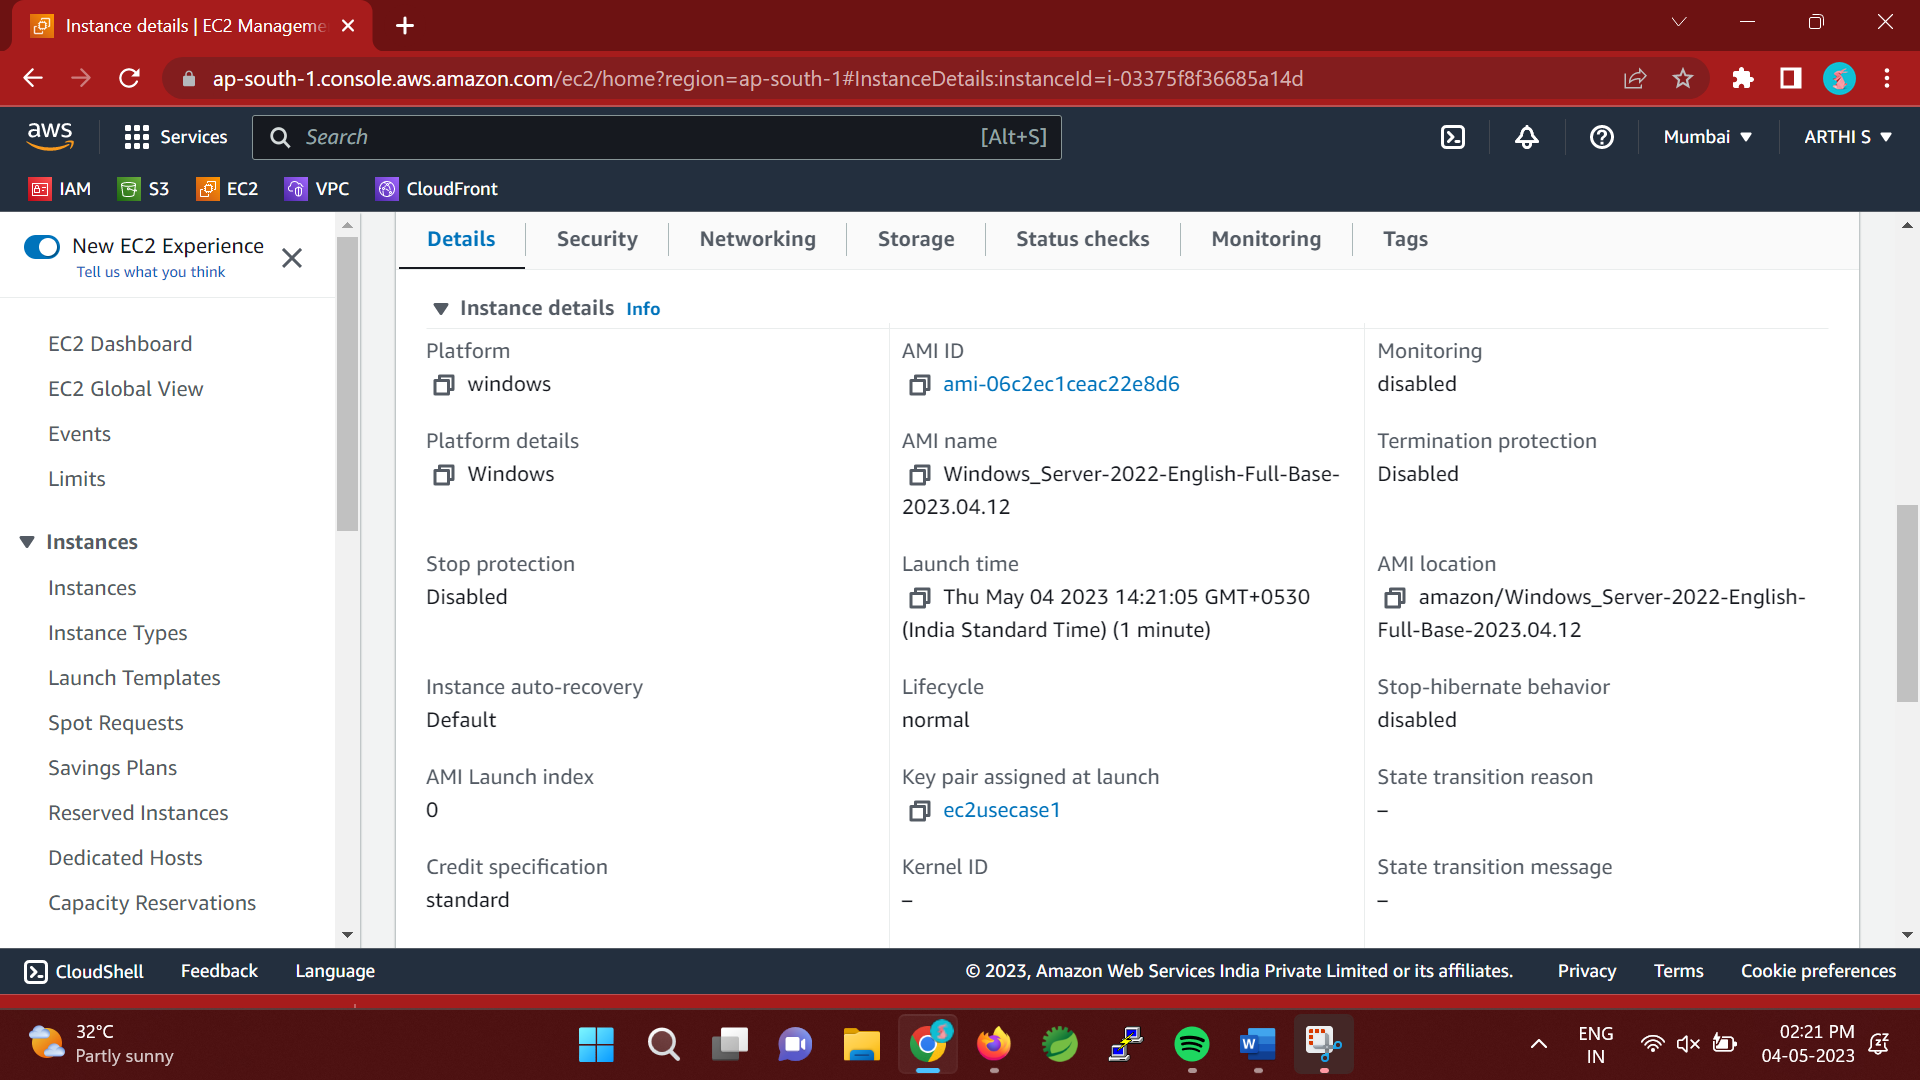 Instance details | EC2 Manageme
ap-south-1.console.aws.amazon.com/ec2/home?region=ap-south-1#InstanceDetails:instanceId=i-03375f8f36685a14d
aws Services Search [Alt+S] Mumbai ARTHI S
IAM S3 EC2 VPC CloudFront
New EC2 Experience
Tell us what you think
EC2 Dashboard
EC2 Global View
Events
Limits
Instances
Instances
Instance Types
Launch Templates
Spot Requests
Savings Plans
Reserved Instances
Dedicated Hosts
Capacity Reservations
Details Security Networking Storage Status checks Monitoring Tags
Instance details Info
Platform
windows
AMI ID
ami-06c2ec1ceac22e8d6
Monitoring
disabled
Platform details
Windows
AMI name
Windows_Server-2022-English-Full-Base-
2023.04.12
Termination protection
Disabled
Stop protection
Disabled
Launch time
Thu May 04 2023 14:21:05 GMT+0530
(India Standard Time) (1 minute)
AMI location
amazon/Windows_Server-2022-English-
Full-Base-2023.04.12
Instance auto-recovery
Default
Lifecycle
normal
Stop-hibernate behavior
disabled
AMI Launch index
0
Key pair assigned at launch
ec2usecase1
State transition reason
–
Credit specification
standard
Kernel ID
–
State transition message
–
CloudShell Feedback Language © 2023, Amazon Web Services India Private Limited or its affiliates. Privacy Terms Cookie preferences
32°C
Partly sunny
W
ENG
IN
02:21 PM
04-05-2023